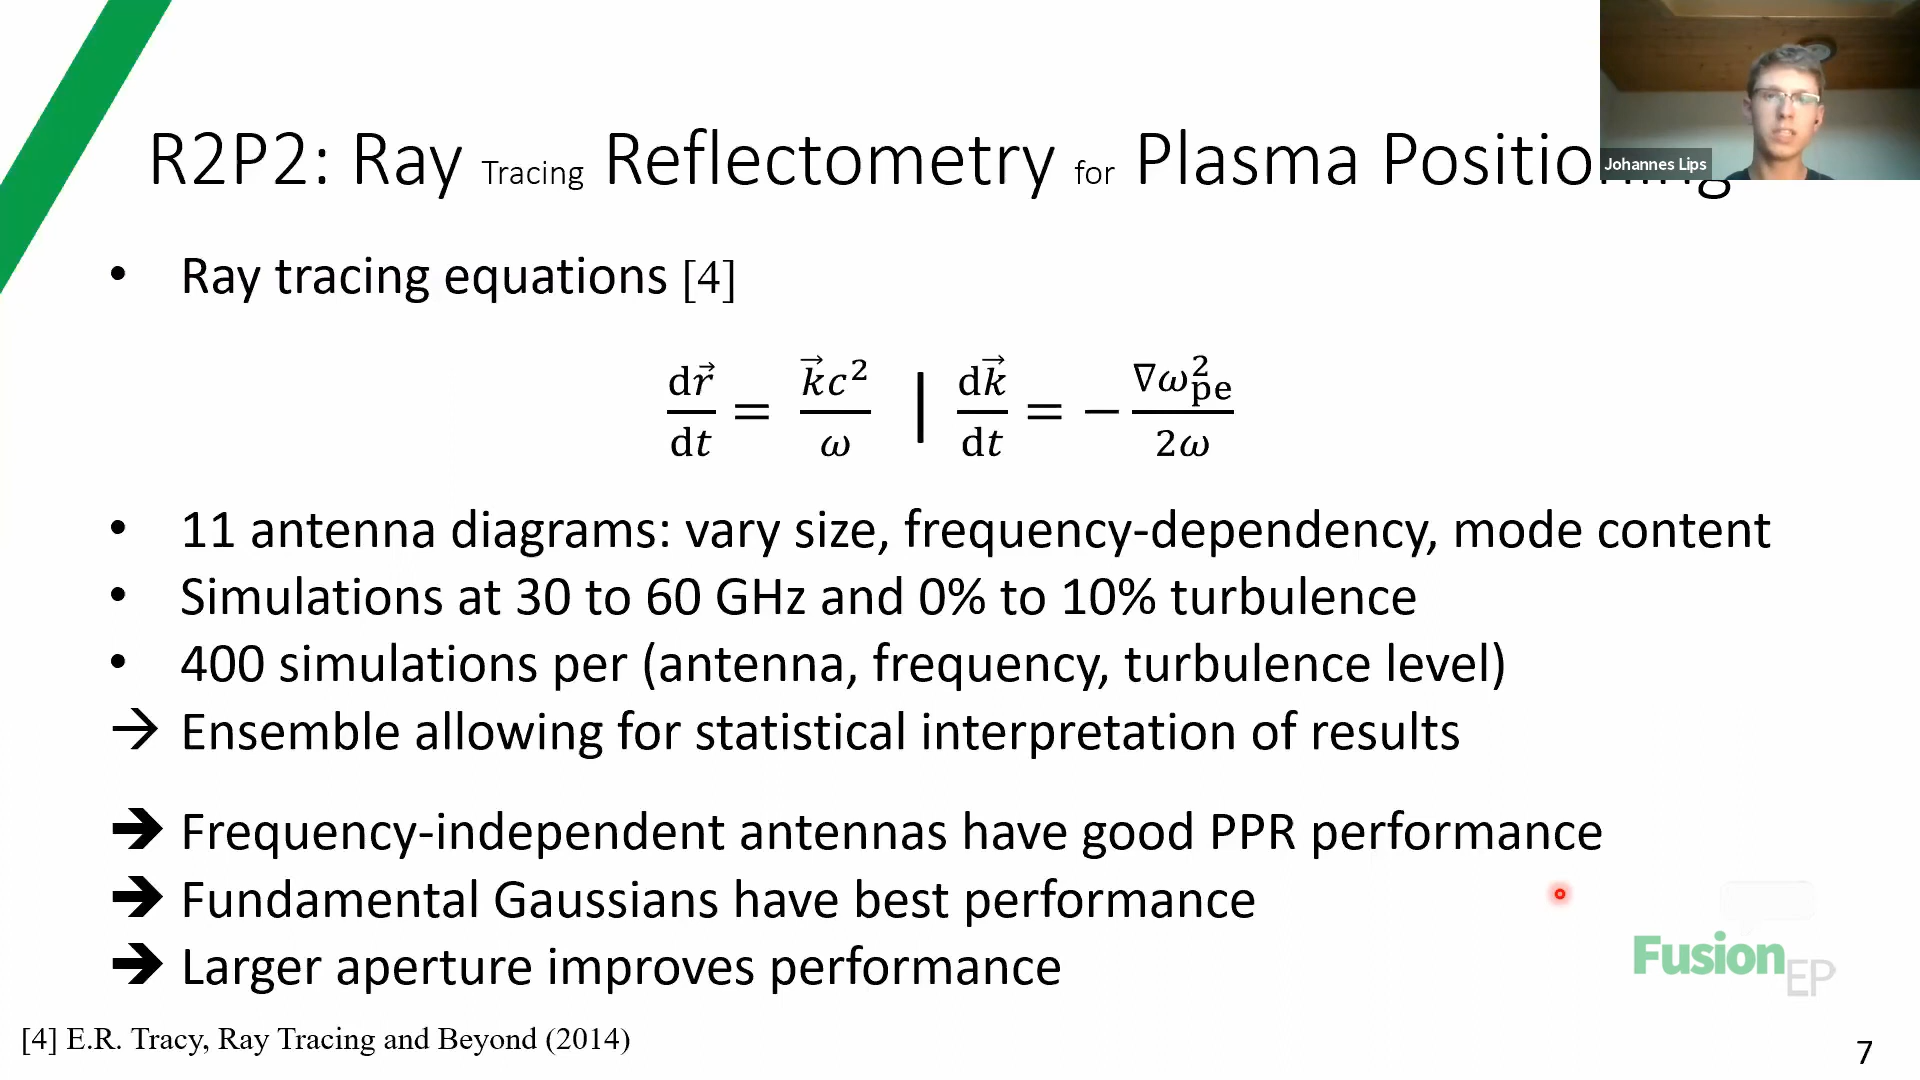 R2P2: Ray Tracing Reflectometry for Plasma Positioning
Johannes Lips
• Ray tracing equations [4]
d𝑟⃗/d𝑡 = 𝑘⃗𝑐²/𝜔 | d𝑘⃗/d𝑡 = −∇𝜔²pe/2𝜔
• 11 antenna diagrams: vary size, frequency-dependency, mode content
• Simulations at 30 to 60 GHz and 0% to 10% turbulence
• 400 simulations per (antenna, frequency, turbulence level)
→ Ensemble allowing for statistical interpretation of results
➔ Frequency-independent antennas have good PPR performance
➔ Fundamental Gaussians have best performance
➔ Larger aperture improves performance
Fusion
EP
[4] E.R. Tracy, Ray Tracing and Beyond (2014)
7